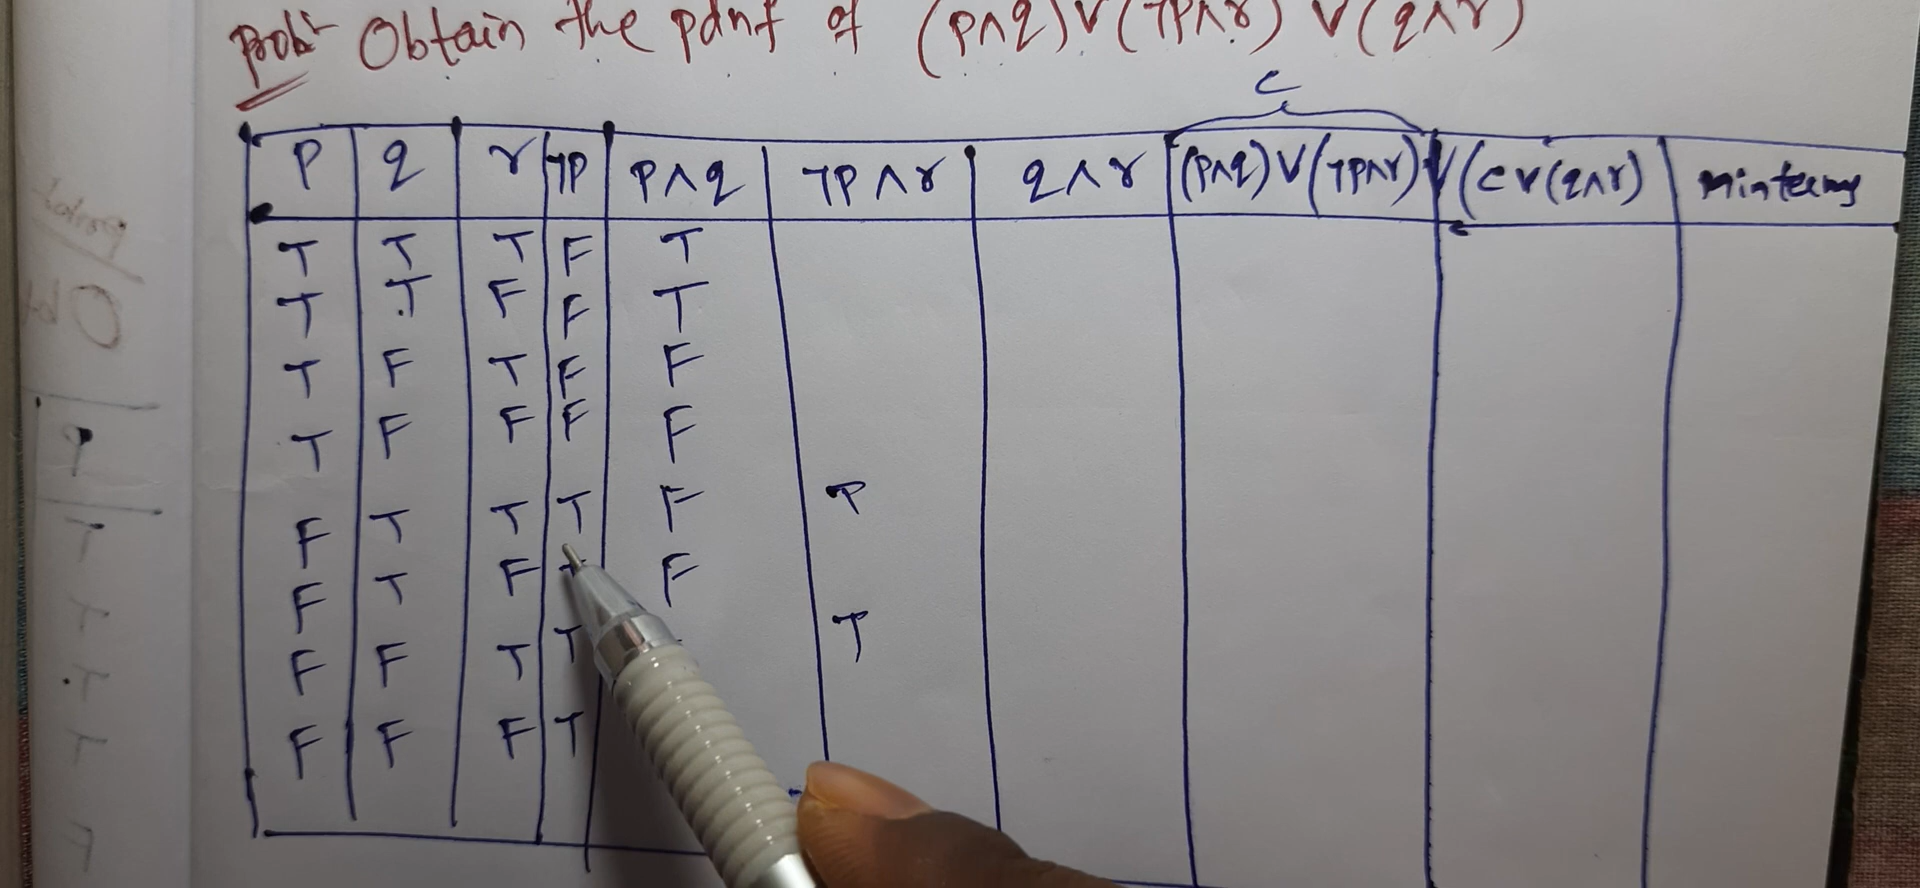 Prob:- Obtain the pdnf of (P∧q)∨(¬P∧r) ∨(q∧r)
C
P q r ¬P P∧q ¬P∧r q∧r (P∧q)∨(¬P∧r) ∨(C∨(q∧r) Minterms
T T T F T
T T F F T
T F T F F
T F F F F
F T T T F T
F T F T F
F F T T T
F F F T